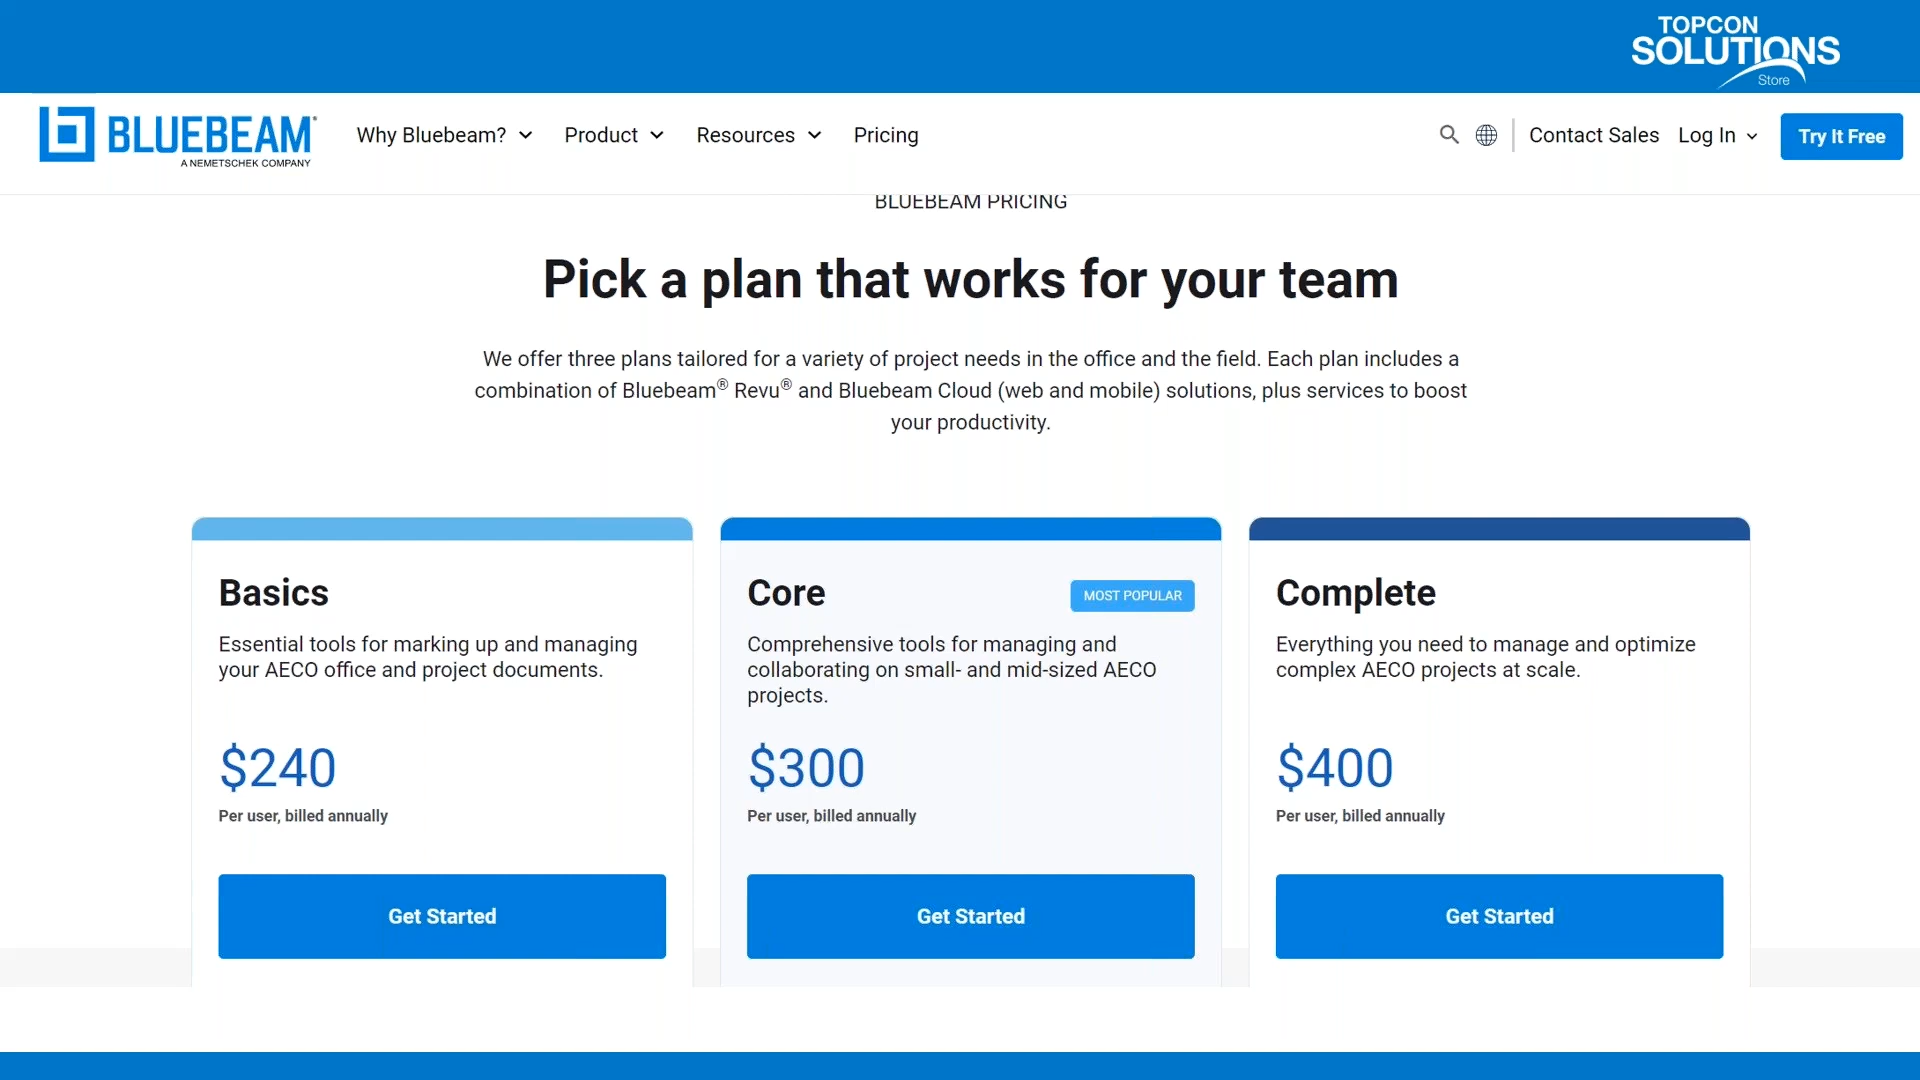 TOPCON
SOLUTIONS
Store
BLUEBEAM®
A NEMETSCHEK COMPANY
Why Bluebeam?
Product
Resources
Pricing
Contact Sales
Log In
Try It Free
BLUEBEAM PRICING
Pick a plan that works for your team
We offer three plans tailored for a variety of project needs in the office and the field. Each plan includes a
combination of Bluebeam® Revu® and Bluebeam Cloud (web and mobile) solutions, plus services to boost
your productivity.
Basics
Essential tools for marking up and managing
your AECO office and project documents.
$240
Per user, billed annually
Get Started
Core
MOST POPULAR
Comprehensive tools for managing and
collaborating on small- and mid-sized AECO
projects.
$300
Per user, billed annually
Get Started
Complete
Everything you need to manage and optimize
complex AECO projects at scale.
$400
Per user, billed annually
Get Started